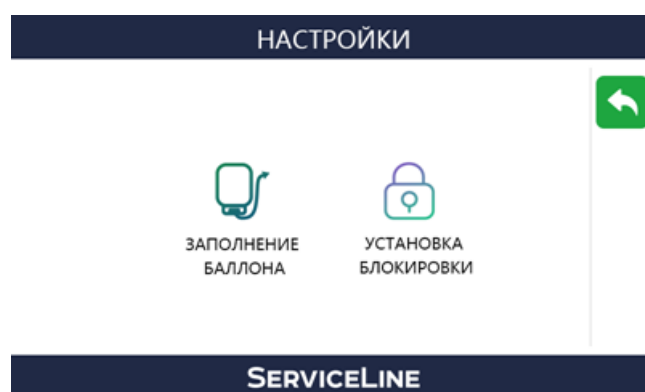 НАСТРОЙКИ
ЗАПОЛНЕНИЕ
БАЛЛОНА
УСТАНОВКА
БЛОКИРОВКИ
SERVICELINE